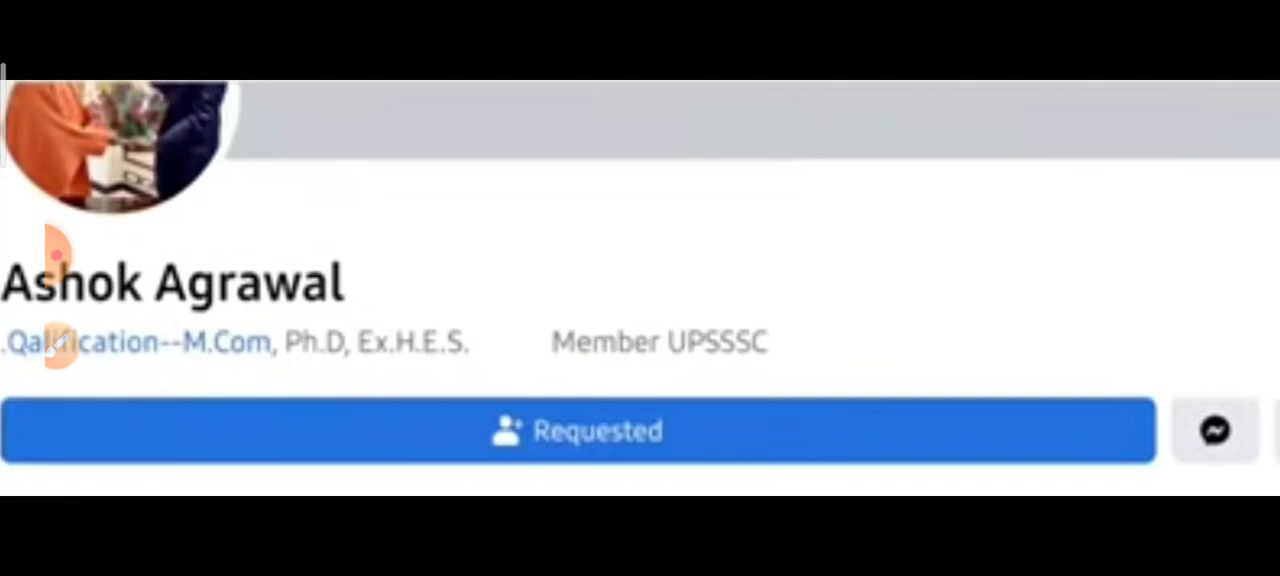 Ashok Agrawal
.Qalification--M.Com, Ph.D, Ex.H.E.S. Member UPSSSC
Requested